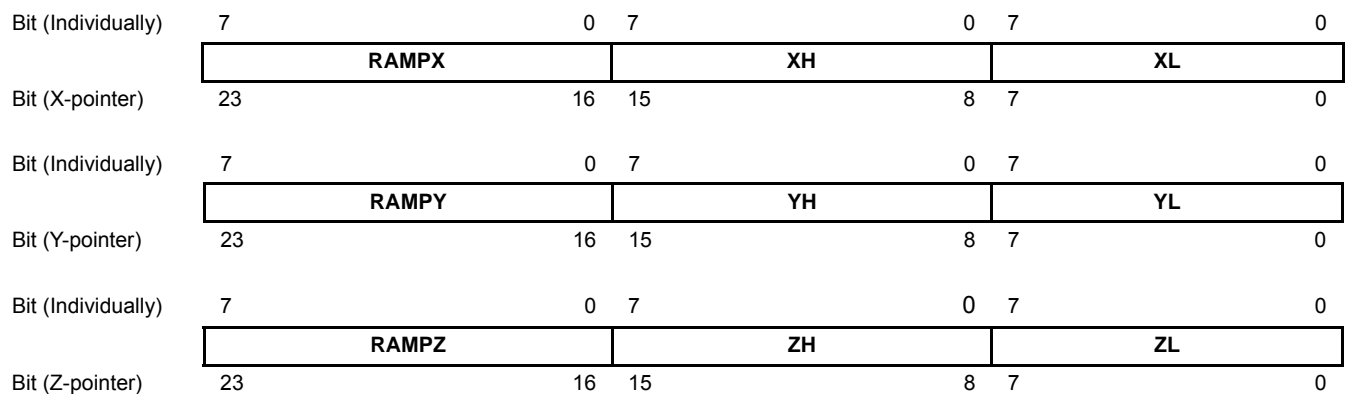 Bit (Individually) 7 0 7 0 7 0
RAMPX XH XL
Bit (X-pointer) 23 16 15 8 7 0
Bit (Individually) 7 0 7 0 7 0
RAMPY YH YL
Bit (Y-pointer) 23 16 15 8 7 0
Bit (Individually) 7 0 7 0 7 0
RAMPZ ZH ZL
Bit (Z-pointer) 23 16 15 8 7 0